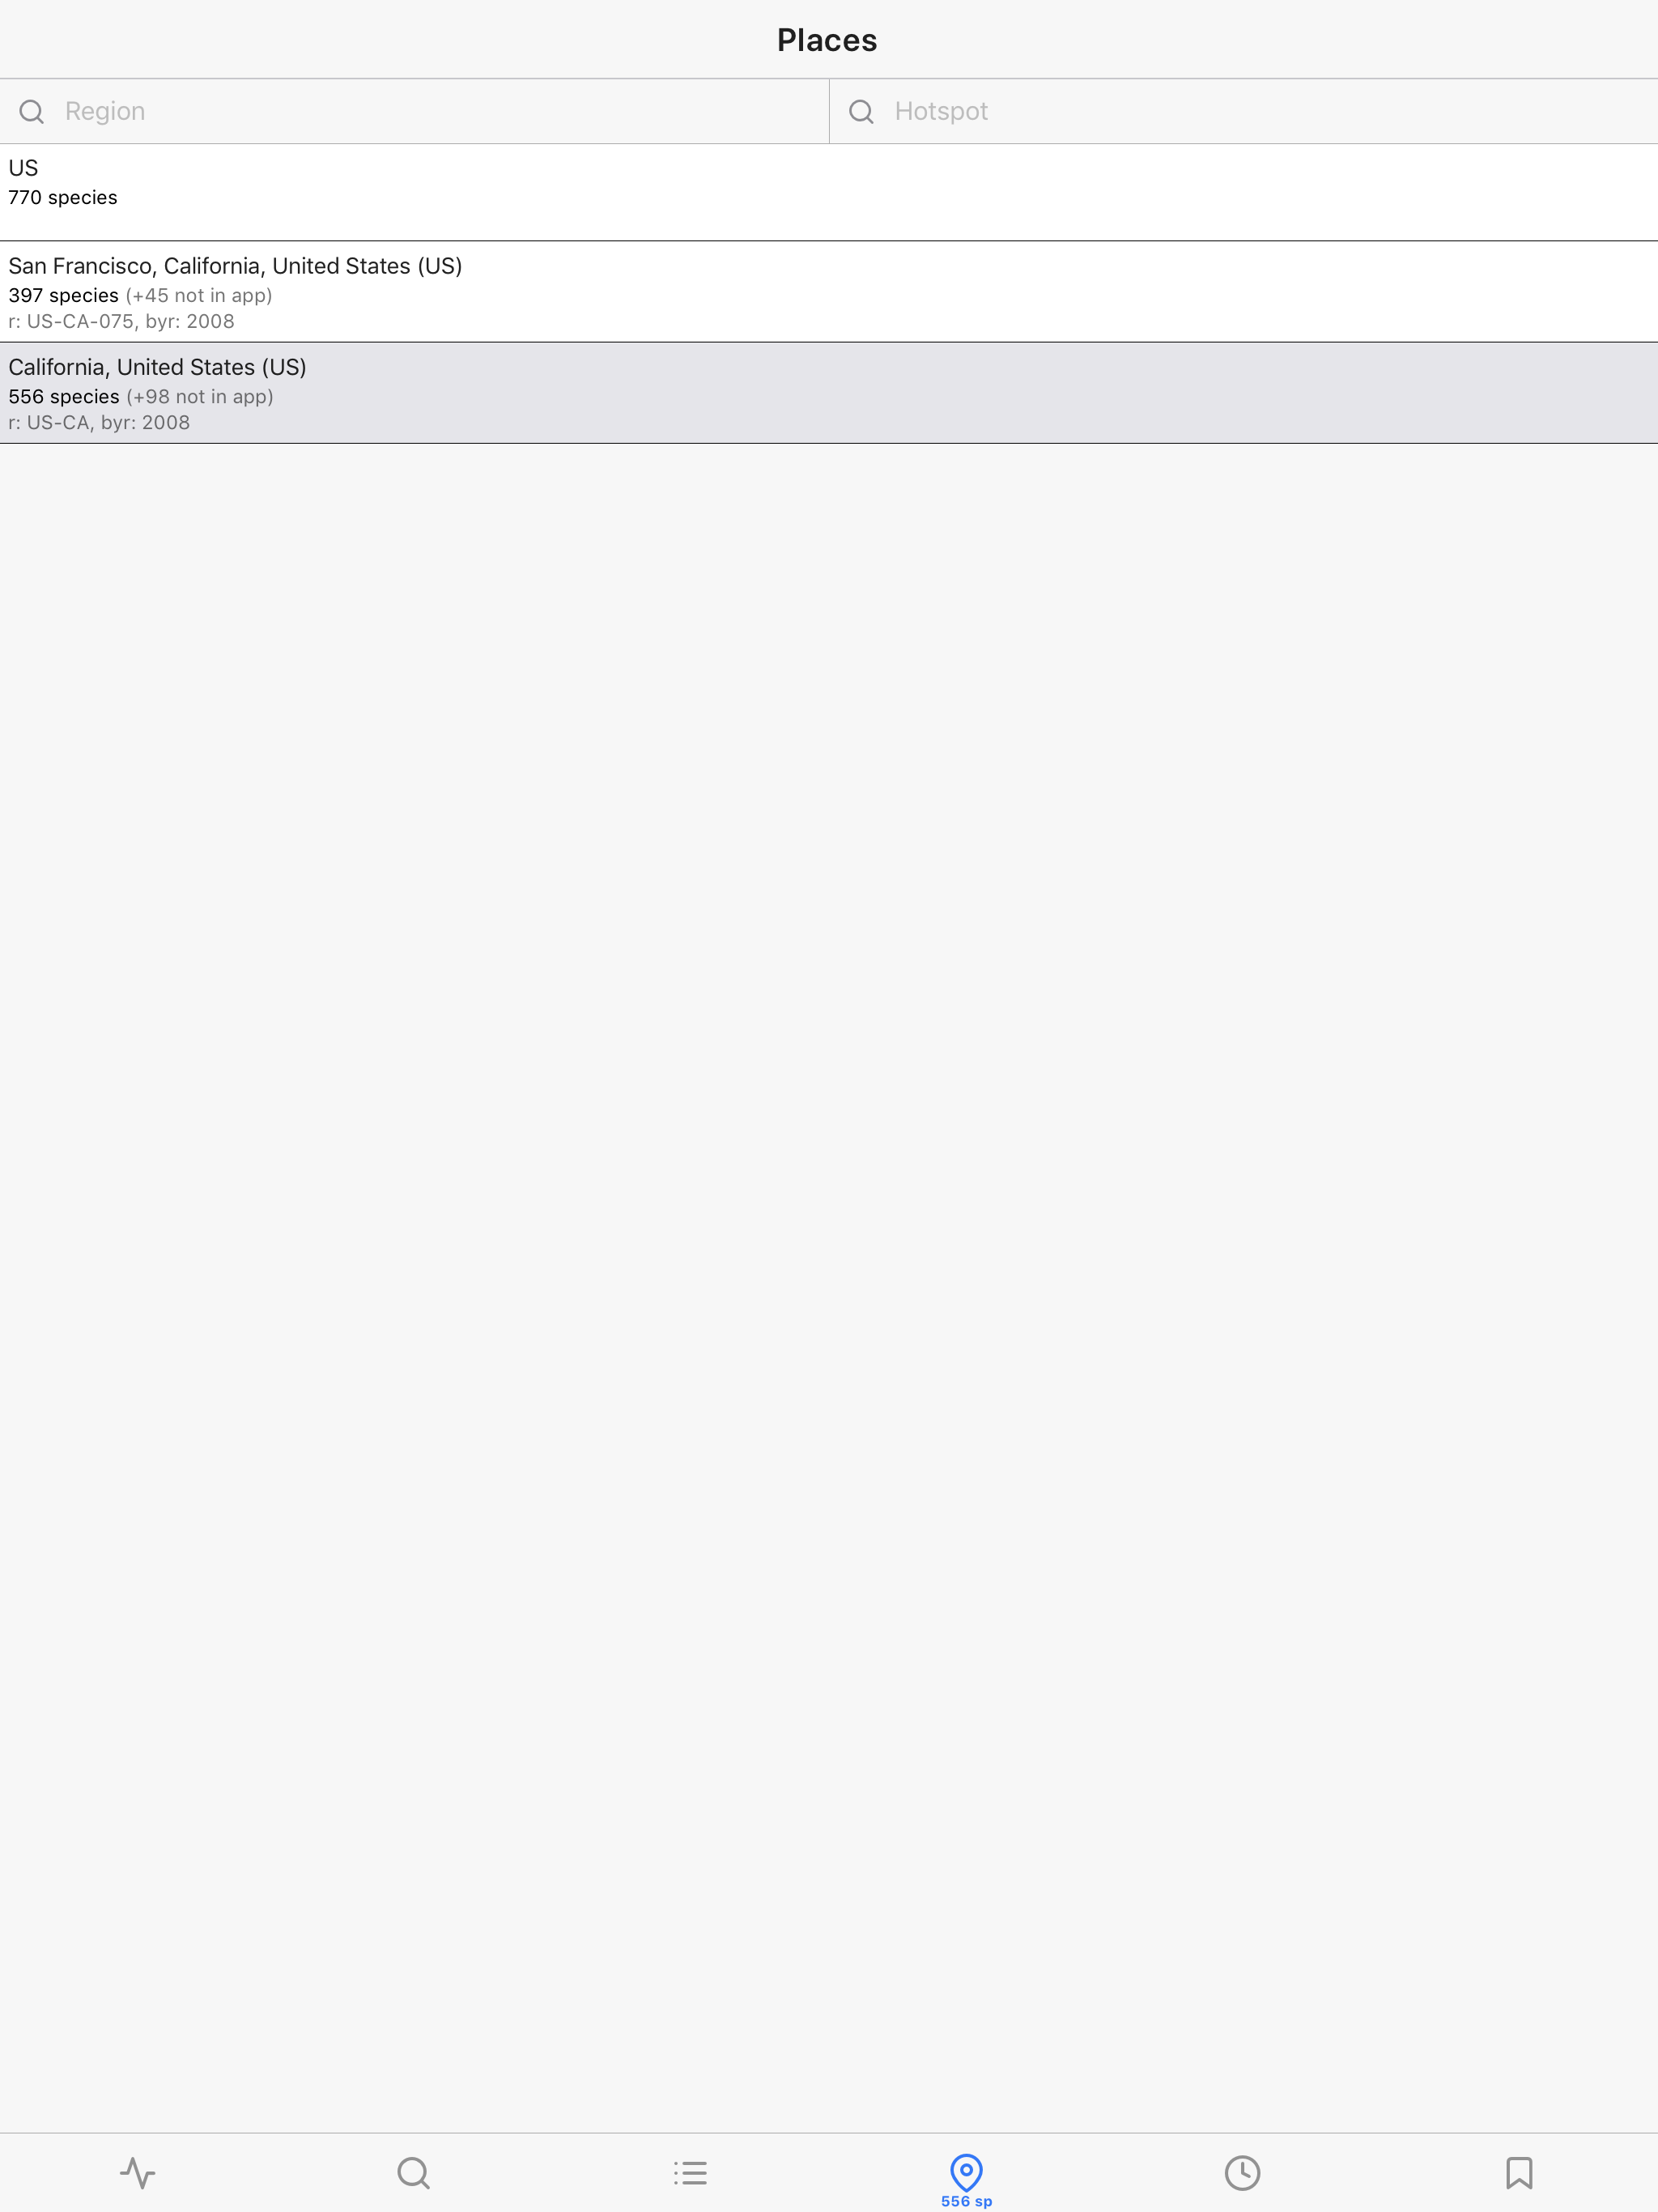 Places
Region
Hotspot
US
770 species
San Francisco, California, United States (US)
397 species (+45 not in app)
r: US-CA-075, byr: 2008
California, United States (US)
556 species (+98 not in app)
r: US-CA, byr: 2008
556 sp